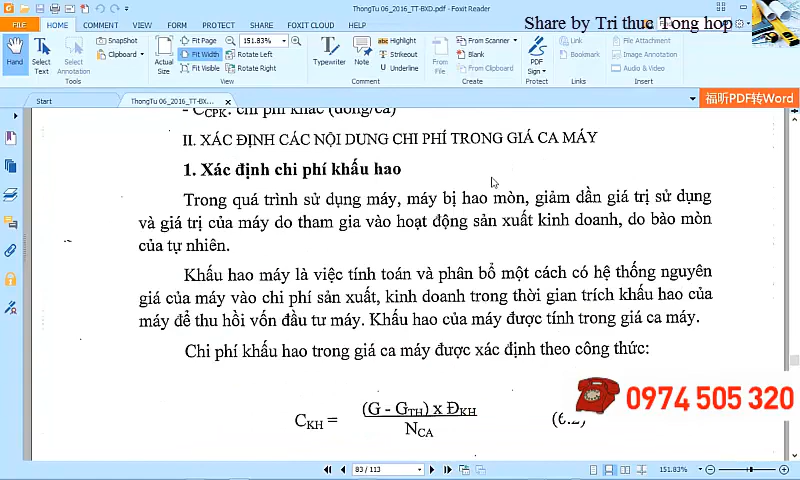 ThongTu 06_2016_TT-BXD.pdf - Foxit Reader
Share by Tri thuc Tong hop
FILE HOME COMMENT VIEW FORM PROTECT SHARE FOXIT CLOUD HELP
Hand
Select Text
Select Annotation
SnapShot
Clipboard
Tools
Actual Size
Fit Page
Fit Width
Fit Visible
151.83%
Rotate Left
Rotate Right
View
Typewriter
Note
Highlight
Strikeout
Underline
Comment
From File
From Scanner
Blank
Create
PDF Sign
Protect
Link
Bookmark
Links
File Attachment
Image Annotation
Audio & Video
Insert
Start
ThongTu 06_2016_TT-BX...
福昕PDF转Word
- CCPK: chi phí khác (đồng/ca)
II. XÁC ĐỊNH CÁC NỘI DUNG CHI PHÍ TRONG GIÁ CA MÁY
1. Xác định chi phí khấu hao
Trong quá trình sử dụng máy, máy bị hao mòn, giảm dần giá trị sử dụng
và giá trị của máy do tham gia vào hoạt động sản xuất kinh doanh, do bào mòn
của tự nhiên.
Khấu hao máy là việc tính toán và phân bổ một cách có hệ thống nguyên
giá của máy vào chi phí sản xuất, kinh doanh trong thời gian trích khấu hao của
máy để thu hồi vốn đầu tư máy. Khấu hao của máy được tính trong giá ca máy.
Chi phí khấu hao trong giá ca máy được xác định theo công thức:
(G - GTH) x ĐKH
CKH =
NCA
(6.2)
0974 505 320
83 / 113
151.83%